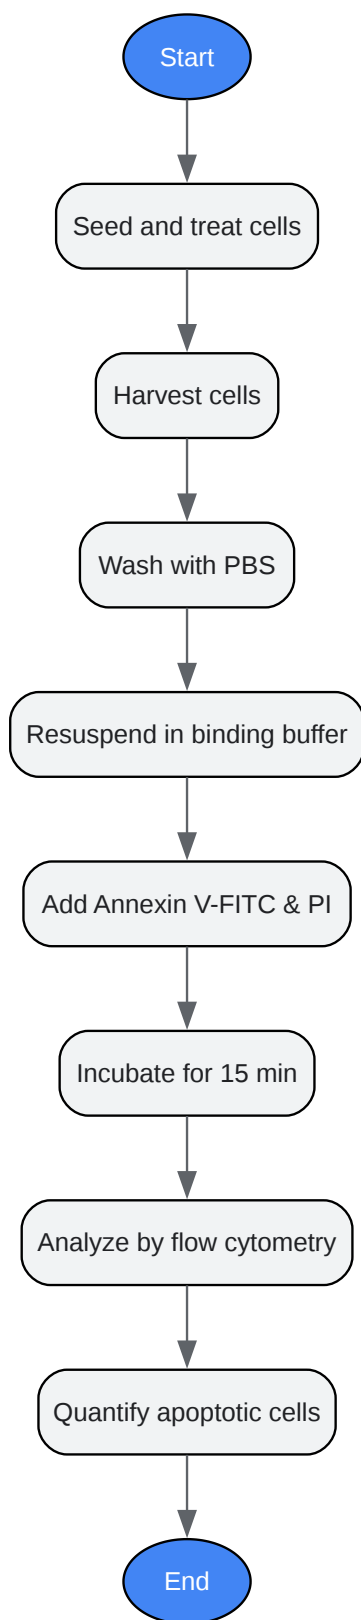 Start
Seed and treat cells
Harvest cells
Wash with PBS
Resuspend in binding buffer
Add Annexin V-FITC & PI
Incubate for 15 min
Analyze by flow cytometry
Quantify apoptotic cells
End